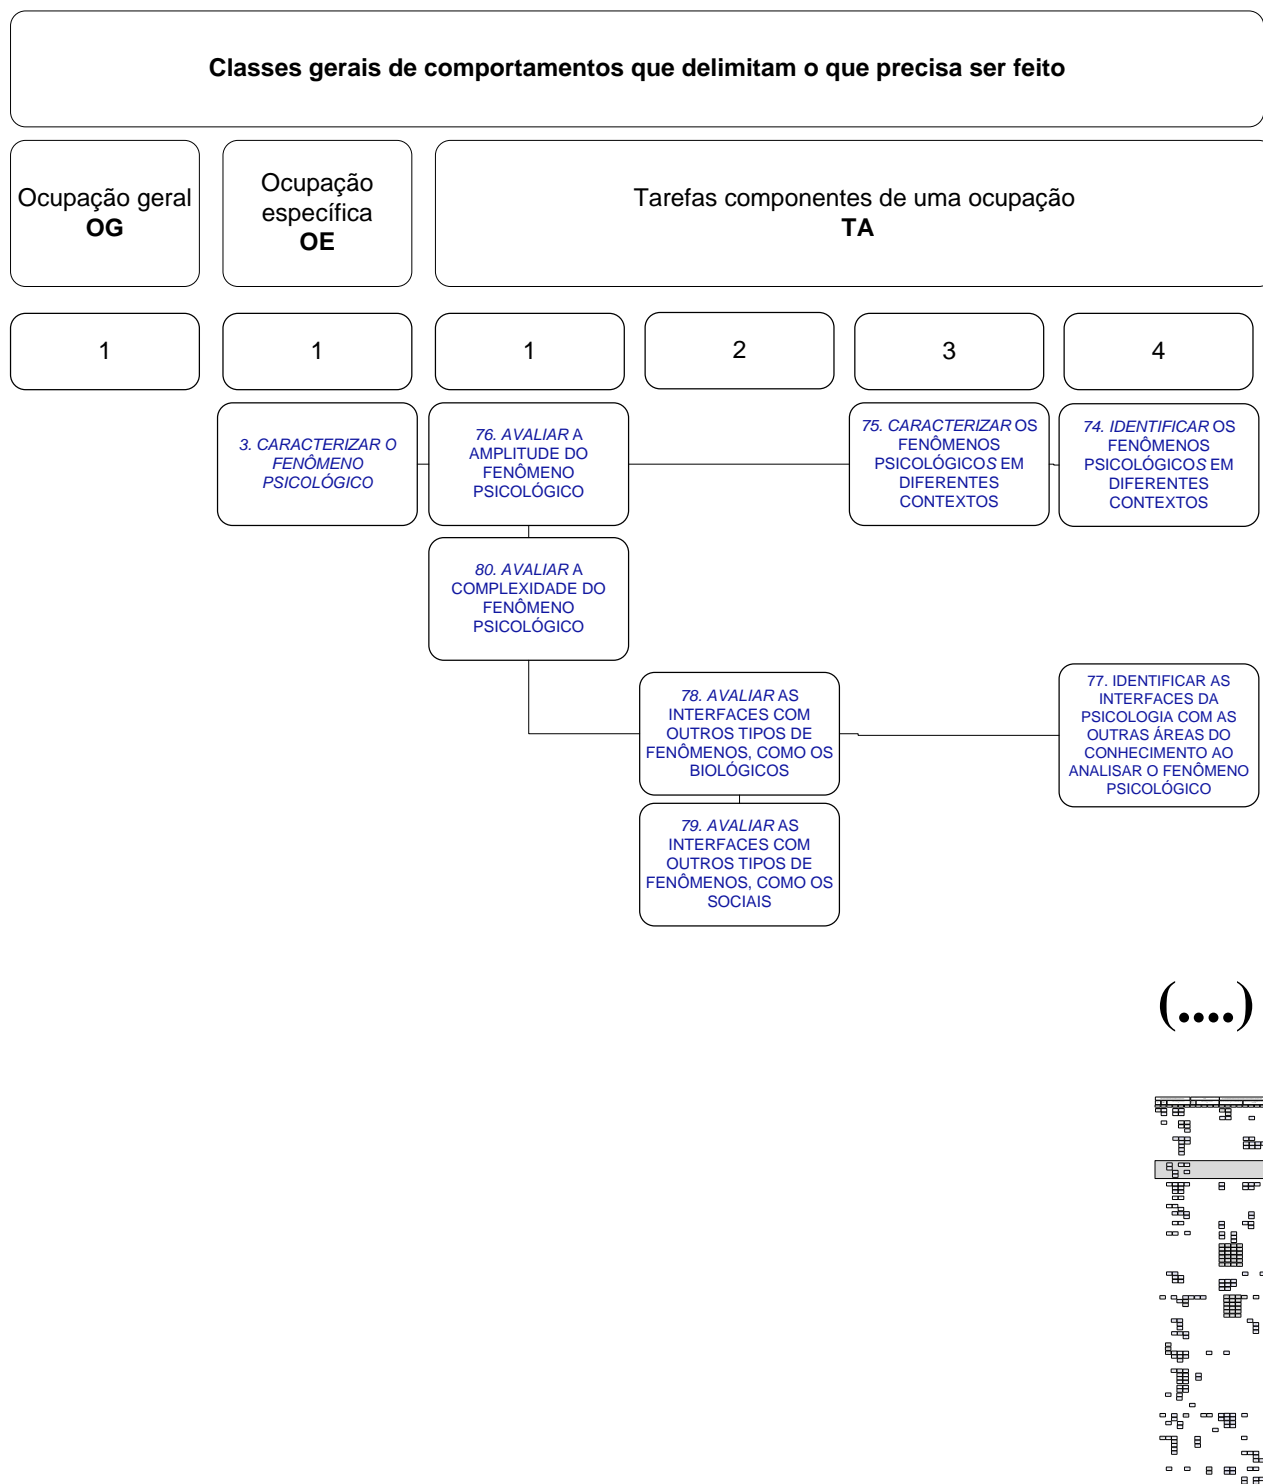 Classes gerais de comportamentos que delimitam o que precisa ser feito
Ocupação geral
OG
Ocupação
específica
OE
Tarefas componentes de uma ocupação
TA
1
1
1
2
3
4
3. CARACTERIZAR O
FENÔMENO
PSICOLÓGICO
76. AVALIAR A
AMPLITUDE DO
FENÔMENO
PSICOLÓGICO
75. CARACTERIZAR OS
FENÔMENOS
PSICOLÓGICOS EM
DIFERENTES
CONTEXTOS
74. IDENTIFICAR OS
FENÔMENOS
PSICOLÓGICOS EM
DIFERENTES
CONTEXTOS
80. AVALIAR A
COMPLEXIDADE DO
FENÔMENO
PSICOLÓGICO
78. AVALIAR AS
INTERFACES COM
OUTROS TIPOS DE
FENÔMENOS, COMO OS
BIOLÓGICOS
77. IDENTIFICAR AS
INTERFACES DA
PSICOLOGIA COM AS
OUTRAS ÁREAS DO
CONHECIMENTO AO
ANALISAR O FENÔMENO
PSICOLÓGICO
79. AVALIAR AS
INTERFACES COM
OUTROS TIPOS DE
FENÔMENOS, COMO OS
SOCIAIS
(....)